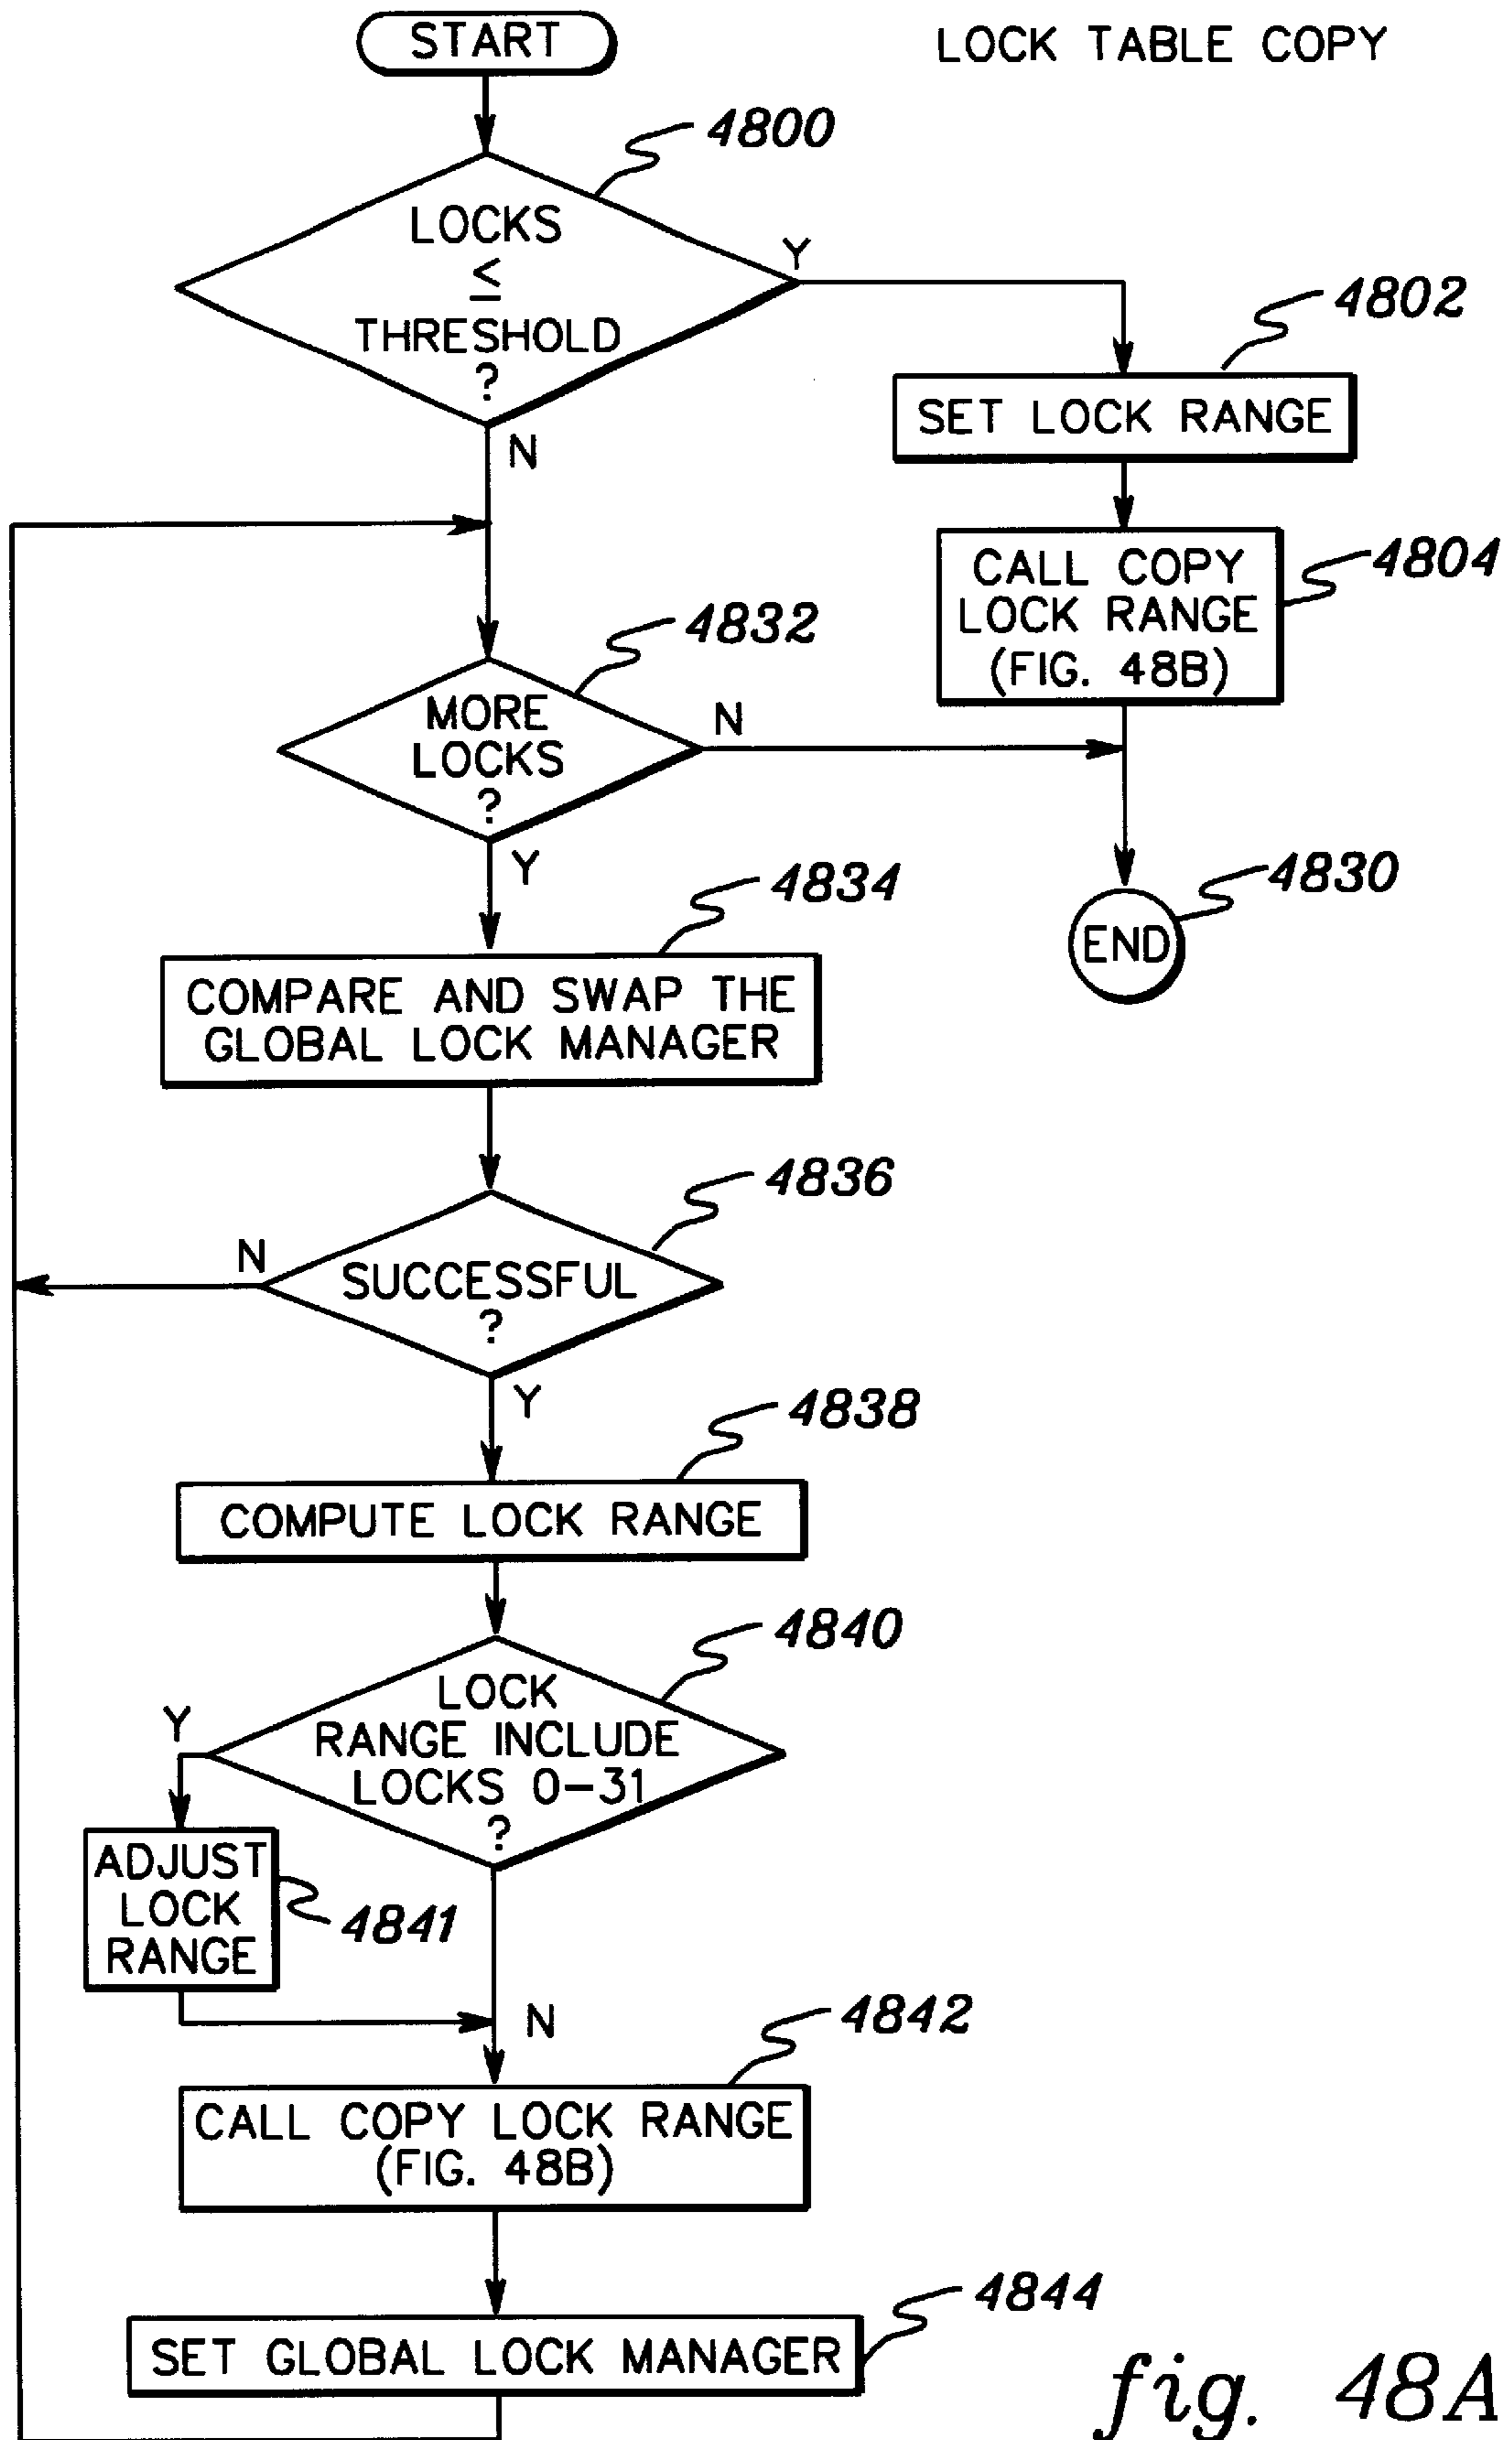 START
LOCK TABLE COPY
4800
LOCKS
≤
THRESHOLD
?
Y
N
4802
SET LOCK RANGE
CALL COPY
LOCK RANGE
(FIG. 48B)
4804
4832
MORE
LOCKS
?
N
Y
4830
END
4834
COMPARE AND SWAP THE
GLOBAL LOCK MANAGER
4836
N
SUCCESSFUL
?
Y
4838
COMPUTE LOCK RANGE
4840
LOCK
RANGE INCLUDE
LOCKS 0-31
?
Y
ADJUST
LOCK
RANGE
4841
N
4842
CALL COPY LOCK RANGE
(FIG. 48B)
4844
SET GLOBAL LOCK MANAGER
fig. 48A